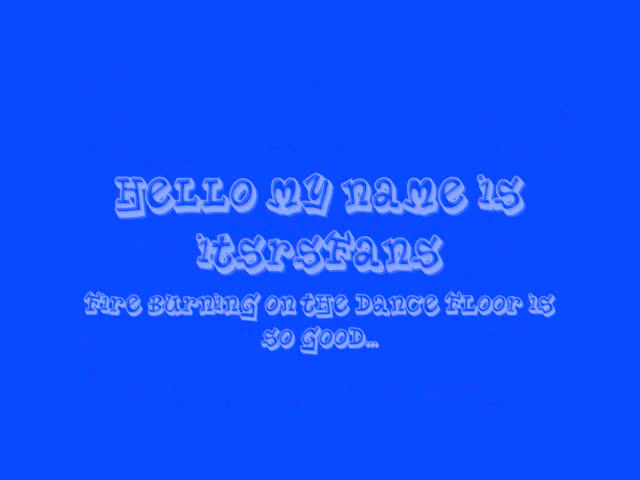 Hello my name is
itsrsFans
Fire Burning on the Dance Floor is
so Good...